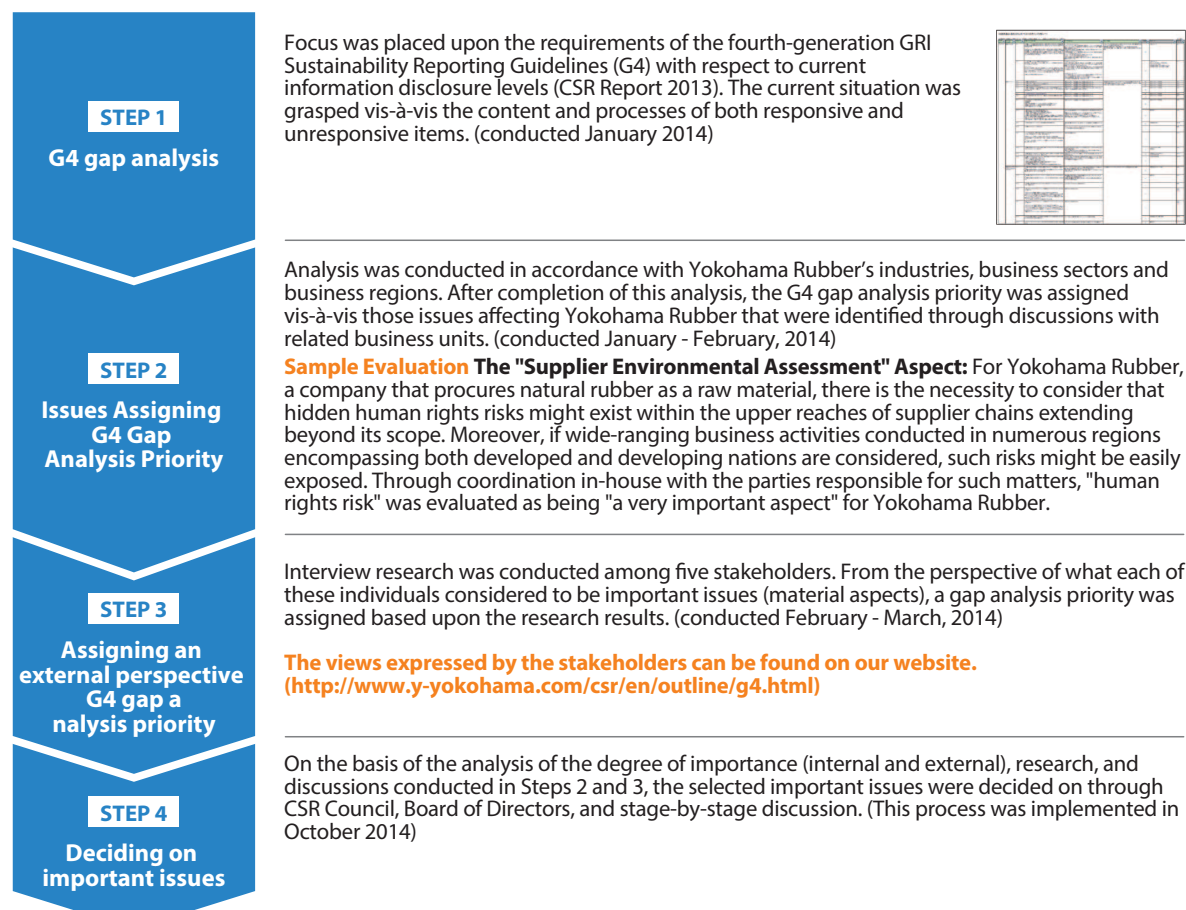 STEP 1
G4 gap analysis
Focus was placed upon the requirements of the fourth-generation GRI
Sustainability Reporting Guidelines (G4) with respect to current
information disclosure levels (CSR Report 2013). The current situation was
grasped vis-à-vis the content and processes of both responsive and
unresponsive items. (conducted January 2014)
STEP 2
Issues Assigning
G4 Gap
Analysis Priority
Analysis was conducted in accordance with Yokohama Rubber’s industries, business sectors and
business regions. After completion of this analysis, the G4 gap analysis priority was assigned
vis-à-vis those issues affecting Yokohama Rubber that were identified through discussions with
related business units. (conducted January - February, 2014)
Sample Evaluation The "Supplier Environmental Assessment" Aspect: For Yokohama Rubber,
a company that procures natural rubber as a raw material, there is the necessity to consider that
hidden human rights risks might exist within the upper reaches of supplier chains extending
beyond its scope. Moreover, if wide-ranging business activities conducted in numerous regions
encompassing both developed and developing nations are considered, such risks might be easily
exposed. Through coordination in-house with the parties responsible for such matters, "human
rights risk" was evaluated as being "a very important aspect" for Yokohama Rubber.
STEP 3
Assigning an
external perspective
G4 gap a
nalysis priority
Interview research was conducted among five stakeholders. From the perspective of what each of
these individuals considered to be important issues (material aspects), a gap analysis priority was
assigned based upon the research results. (conducted February - March, 2014)
The views expressed by the stakeholders can be found on our website.
(http://www.y-yokohama.com/csr/en/outline/g4.html)
STEP 4
Deciding on
important issues
On the basis of the analysis of the degree of importance (internal and external), research, and
discussions conducted in Steps 2 and 3, the selected important issues were decided on through
CSR Council, Board of Directors, and stage-by-stage discussion. (This process was implemented in
October 2014)